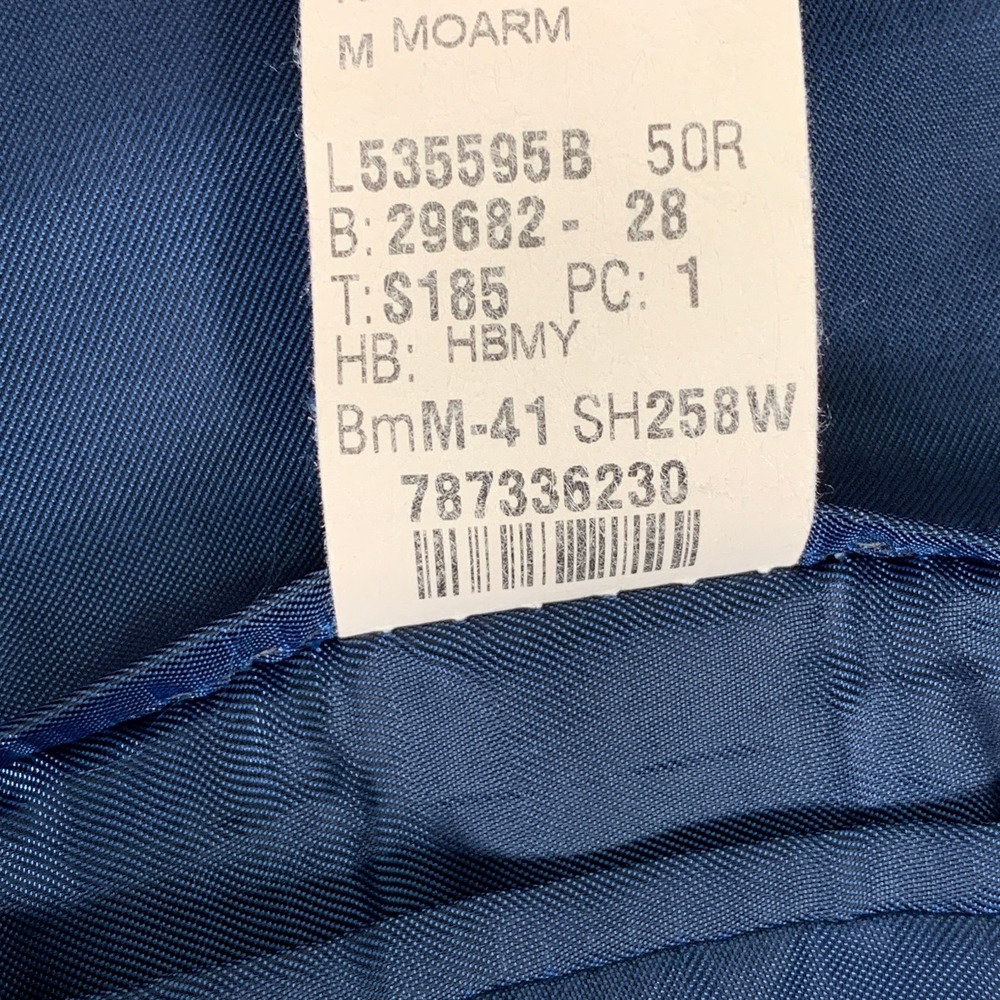 M MOARM
L535595B 50R
B: 29682- 28
T: S185 PC: 1
HB: HBMY
BmM-41 SH258W
787336230